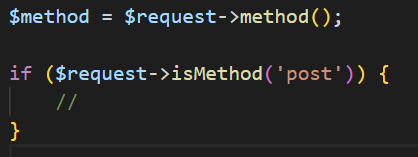 $method = $request->method();
if ($request->isMethod('post')) {
//
}